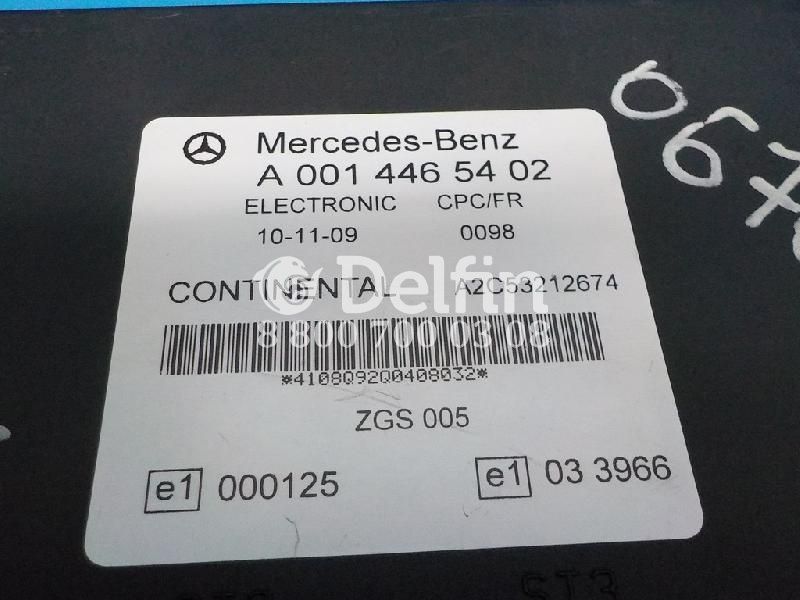 Mercedes-Benz
A 001 446 54 02
ELECTRONIC CPC/FR
10-11-09 0098
CONTINENTAL A2C53212674
Delfin
8 800 700 03 08
*4108Q92Q0408032*
ZGS 005
e1 000125 e1 03 3966
ST3